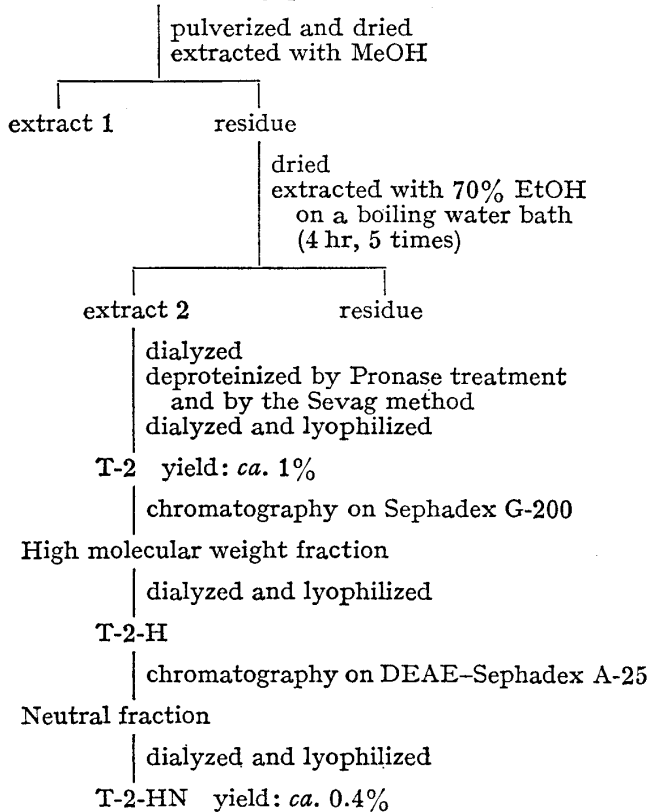 pulverized and dried
extracted with MeOH
extract 1 residue
dried
extracted with 70% EtOH
on a boiling water bath
(4 hr, 5 times)
extract 2 residue
dialyzed
deproteinized by Pronase treatment
and by the Sevag method
dialyzed and lyophilized
T-2 yield: ca. 1%
chromatography on Sephadex G-200
High molecular weight fraction
dialyzed and lyophilized
T-2-H
chromatography on DEAE–Sephadex A-25
Neutral fraction
dialyzed and lyophilized
T-2-HN yield: ca. 0.4%